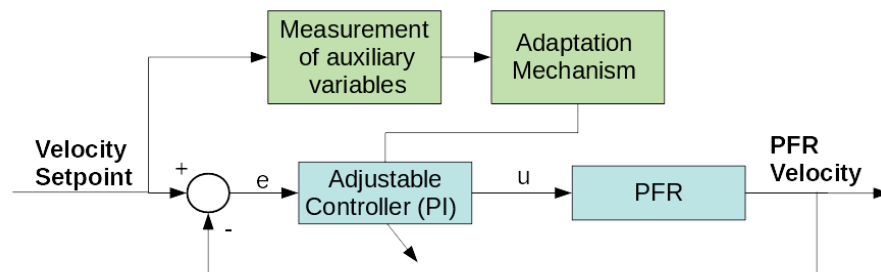 Measurement
of auxiliary
variables
Adaptation
Mechanism
Velocity
Setpoint
+
-
e
Adjustable
Controller (PI)
u
PFR
PFR
Velocity